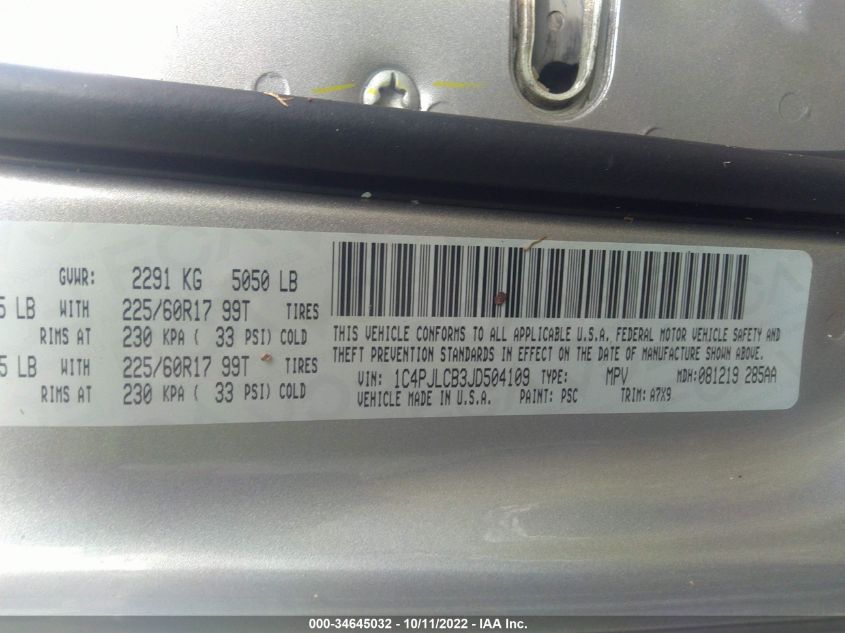 GVWR: 2291 KG 5050 LB
5 LB WITH 225/60R17 99T TIRES
RIMS AT 230 KPA ( 33 PSI) COLD
5 LB WITH 225/60R17 99T TIRES
RIMS AT 230 KPA ( 33 PSI) COLD
THIS VEHICLE CONFORMS TO ALL APPLICABLE U.S.A. FEDERAL MOTOR VEHICLE SAFETY AND
THEFT PREVENTION STANDARDS IN EFFECT ON THE DATE OF MANUFACTURE SHOWN ABOVE.
VIN: 1C4PJLCB3JD504109 TYPE: MPV MDH:081219 285AA
VEHICLE MADE IN U.S.A. PAINT: PSC TRIM: A7X9
000-34645032 - 10/11/2022 - IAA Inc.